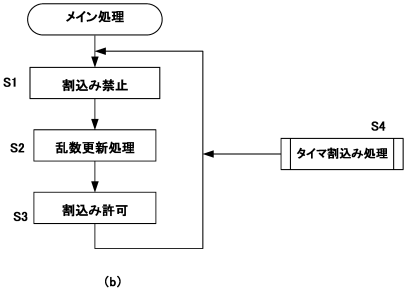 メイン処理
S1
割込み禁止
S2
乱数更新処理
S3
割込み許可
S4
タイマ割込み処理
(b)